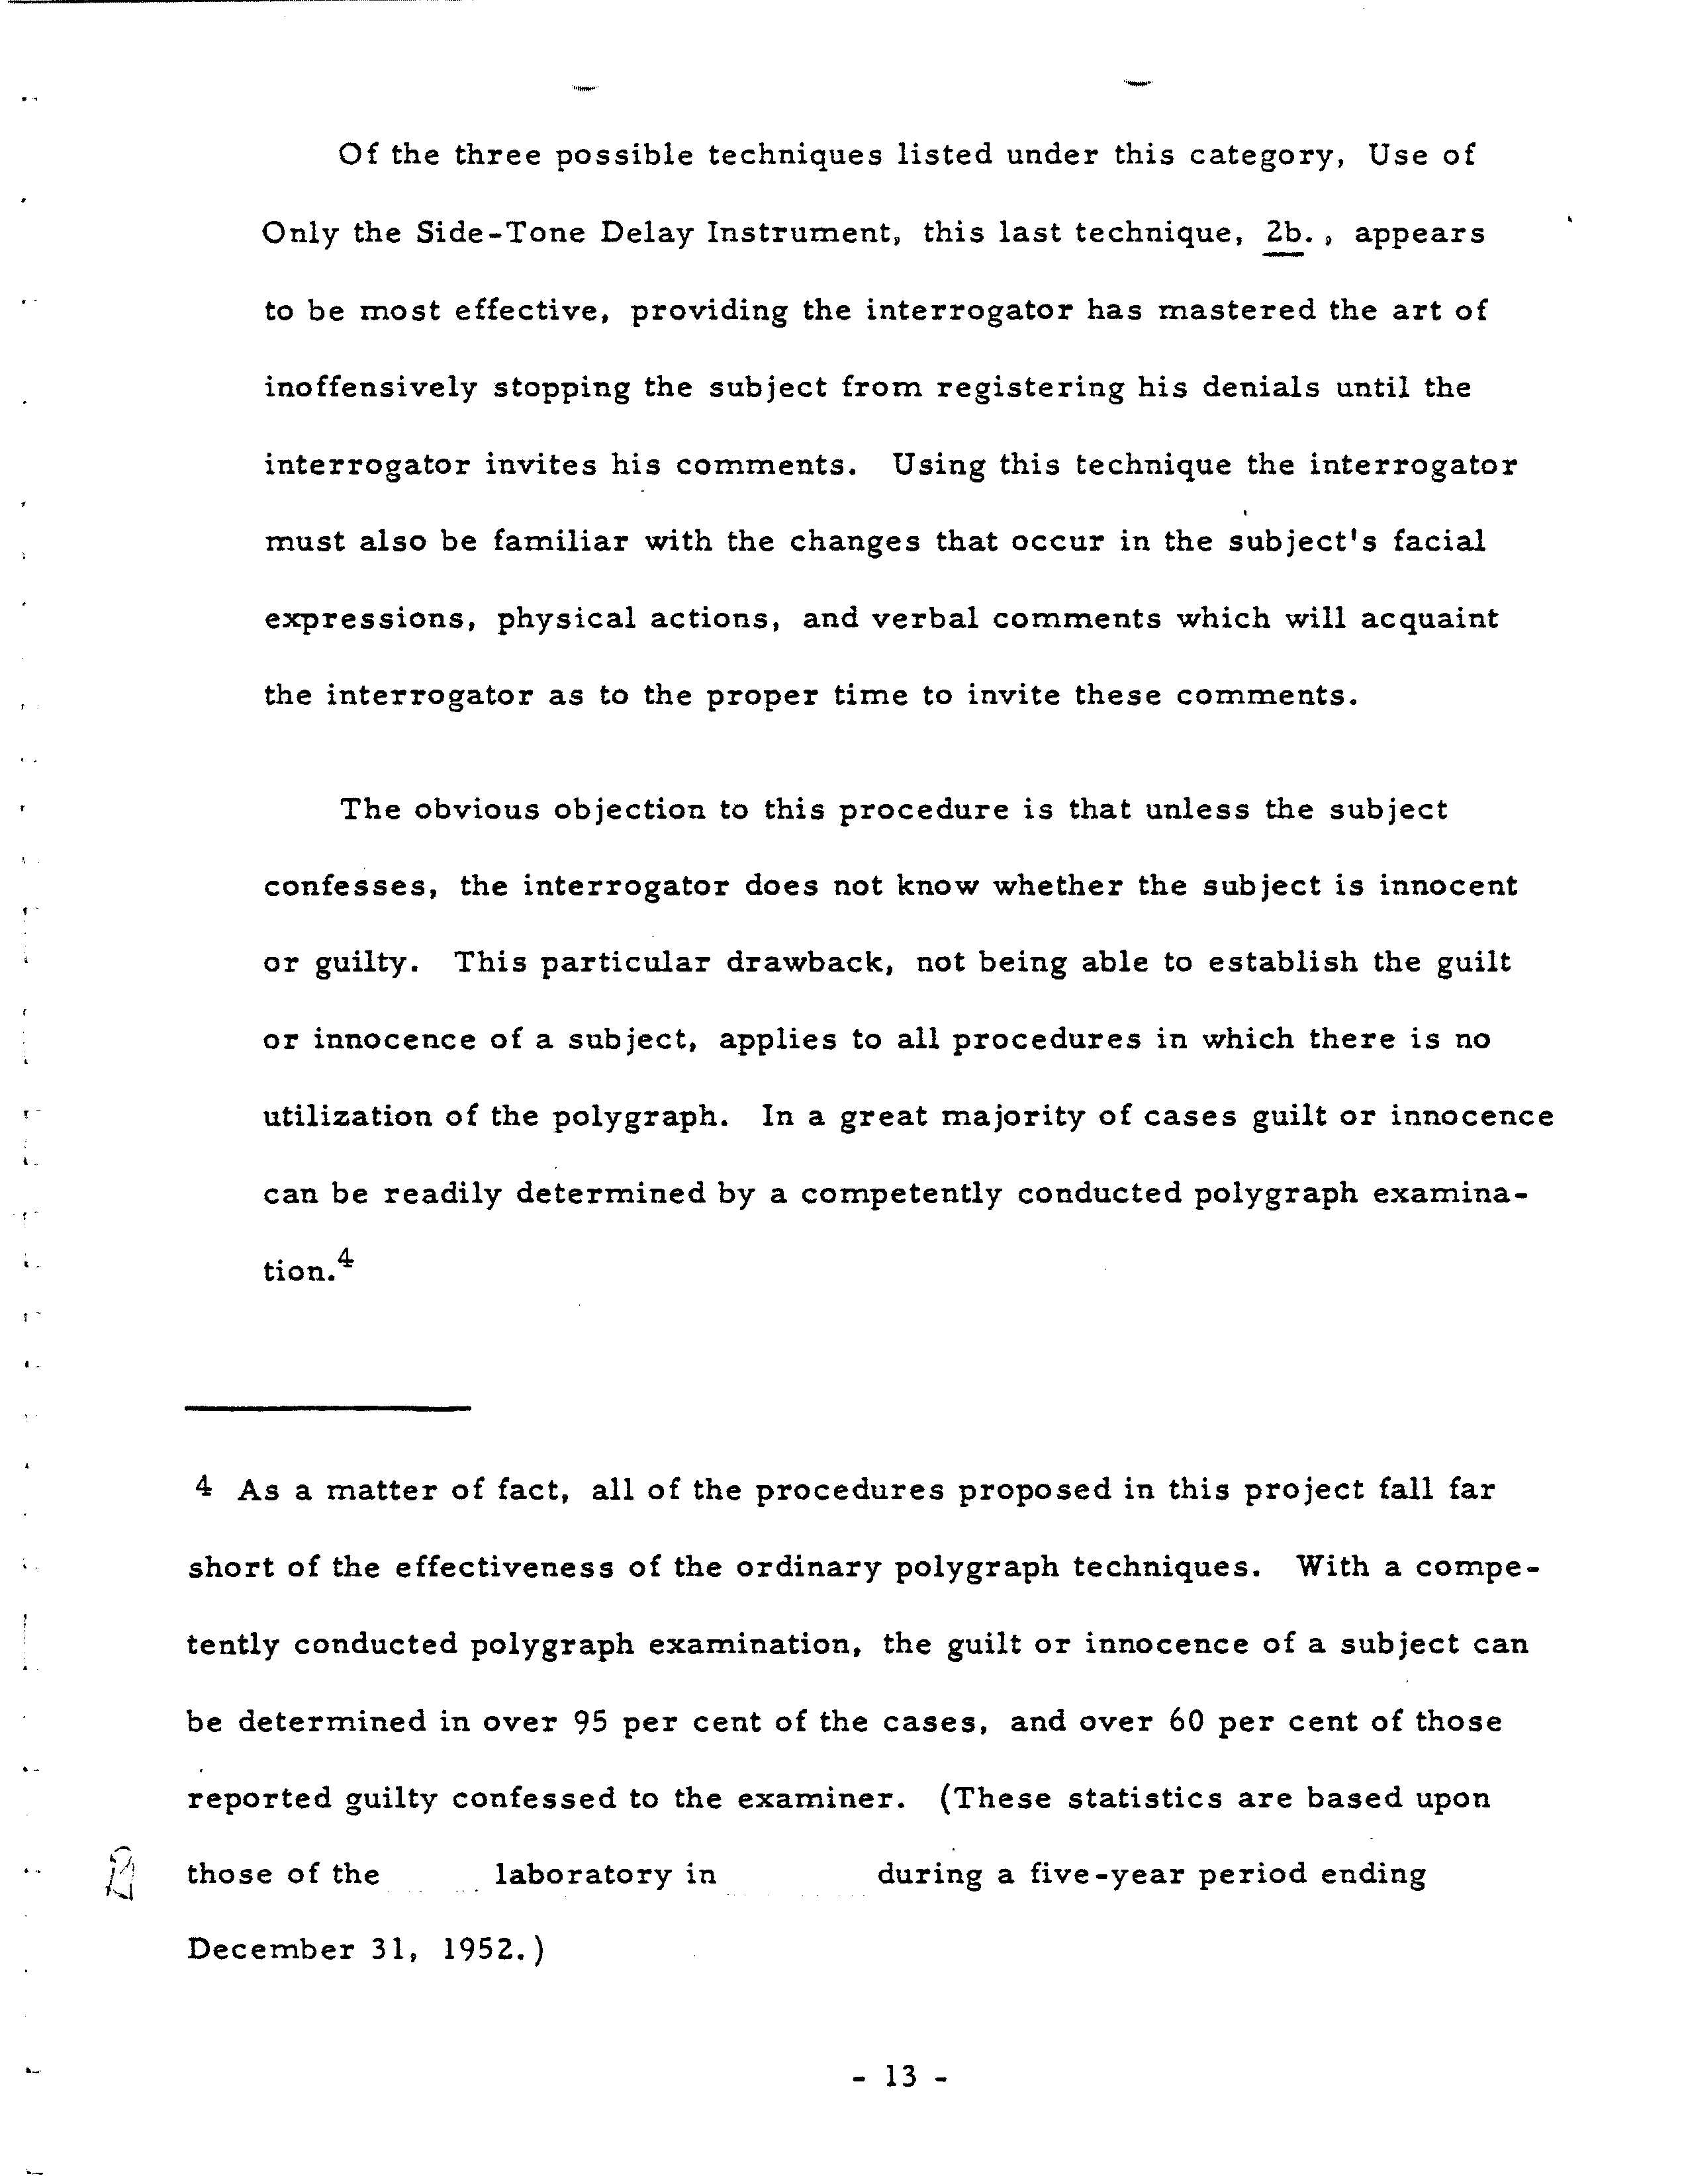 Of the three possible techniques listed under this category, Use of
Only the Side-Tone Delay Instrument, this last technique, 2b., appears
to be most effective, providing the interrogator has mastered the art of
inoffensively stopping the subject from registering his denials until the
interrogator invites his comments. Using this technique the interrogator
must also be familiar with the changes that occur in the subject's facial
expressions, physical actions, and verbal comments which will acquaint
the interrogator as to the proper time to invite these comments.
The obvious objection to this procedure is that unless the subject
confesses, the interrogator does not know whether the subject is innocent
or guilty. This particular drawback, not being able to establish the guilt
or innocence of a subject, applies to all procedures in which there is no
utilization of the polygraph. In a great majority of cases guilt or innocence
can be readily determined by a competently conducted polygraph examina-
tion.4
4 As a matter of fact, all of the procedures proposed in this project fall far
short of the effectiveness of the ordinary polygraph techniques. With a compe-
tently conducted polygraph examination, the guilt or innocence of a subject can
be determined in over 95 per cent of the cases, and over 60 per cent of those
reported guilty confessed to the examiner. (These statistics are based upon
those of the laboratory in during a five-year period ending
December 31, 1952.)
- 13 -